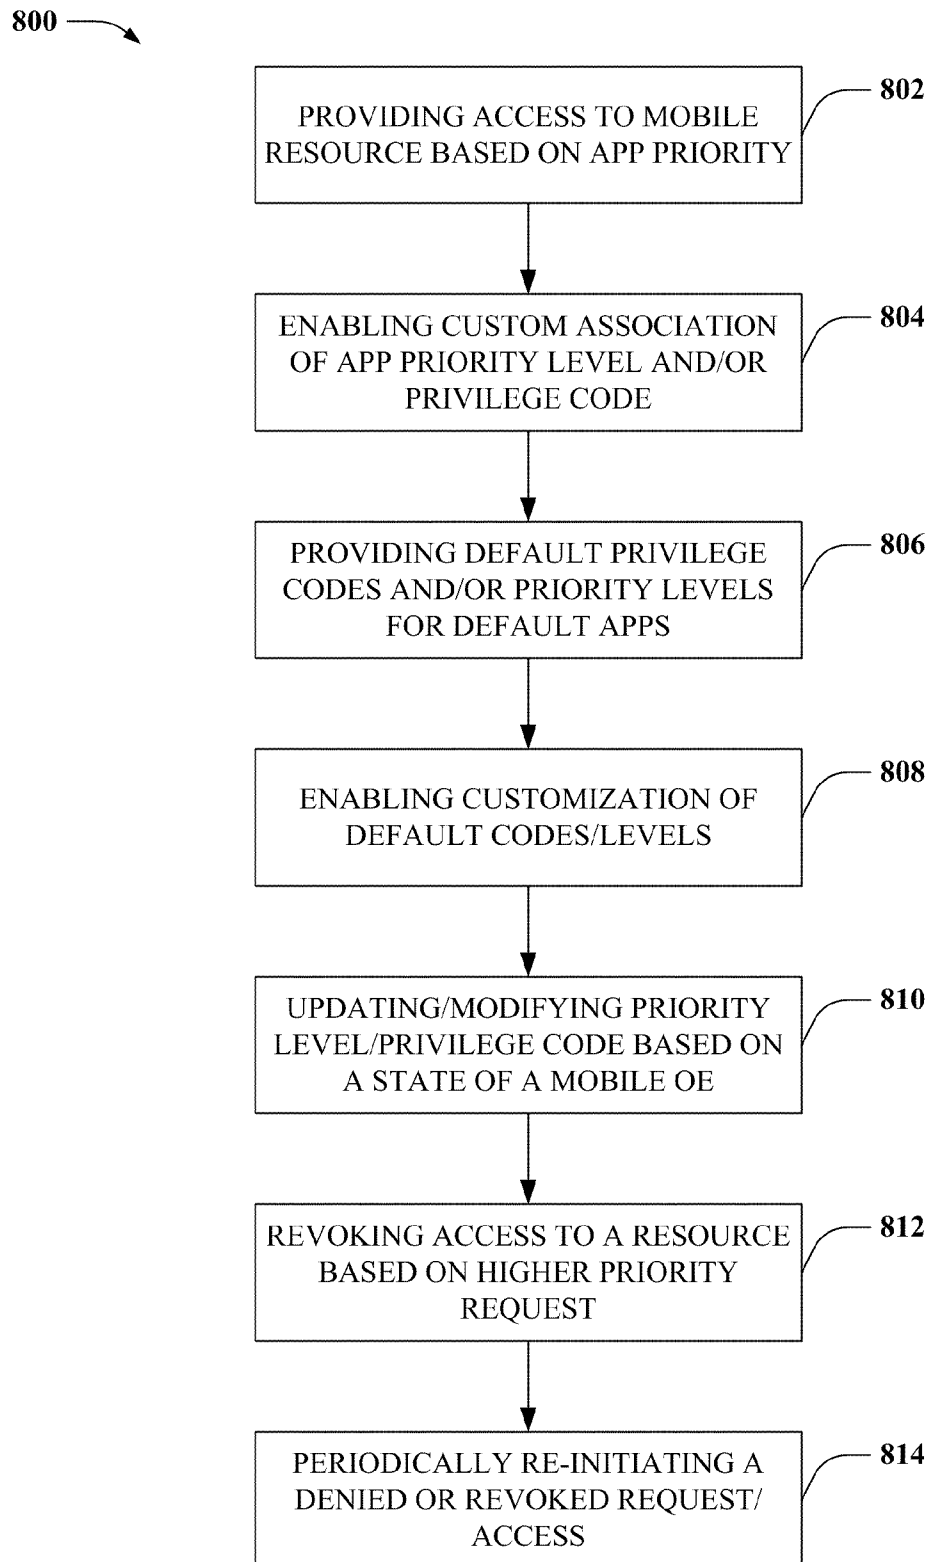 800
PROVIDING ACCESS TO MOBILE
RESOURCE BASED ON APP PRIORITY
802
ENABLING CUSTOM ASSOCIATION
OF APP PRIORITY LEVEL AND/OR
PRIVILEGE CODE
804
PROVIDING DEFAULT PRIVILEGE
CODES AND/OR PRIORITY LEVELS
FOR DEFAULT APPS
806
ENABLING CUSTOMIZATION OF
DEFAULT CODES/LEVELS
808
UPDATING/MODIFYING PRIORITY
LEVEL/PRIVILEGE CODE BASED ON
A STATE OF A MOBILE OE
810
REVOKING ACCESS TO A RESOURCE
BASED ON HIGHER PRIORITY
REQUEST
812
PERIODICALLY RE-INITIATING A
DENIED OR REVOKED REQUEST/
ACCESS
814